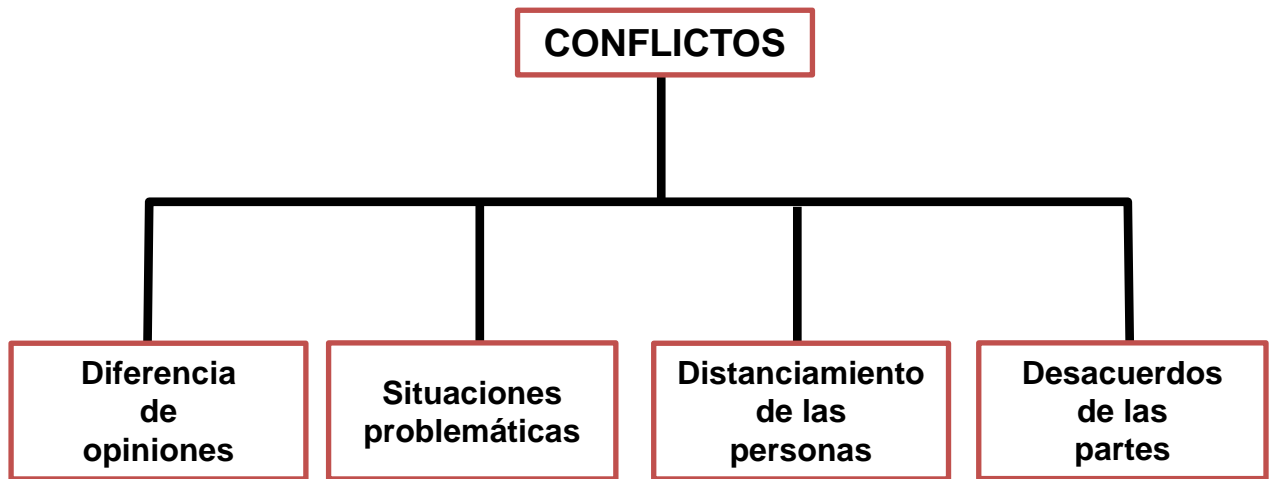 CONFLICTOS
Diferencia
de
opiniones
Situaciones
problemáticas
Distanciamiento
de las
personas
Desacuerdos
de las
partes